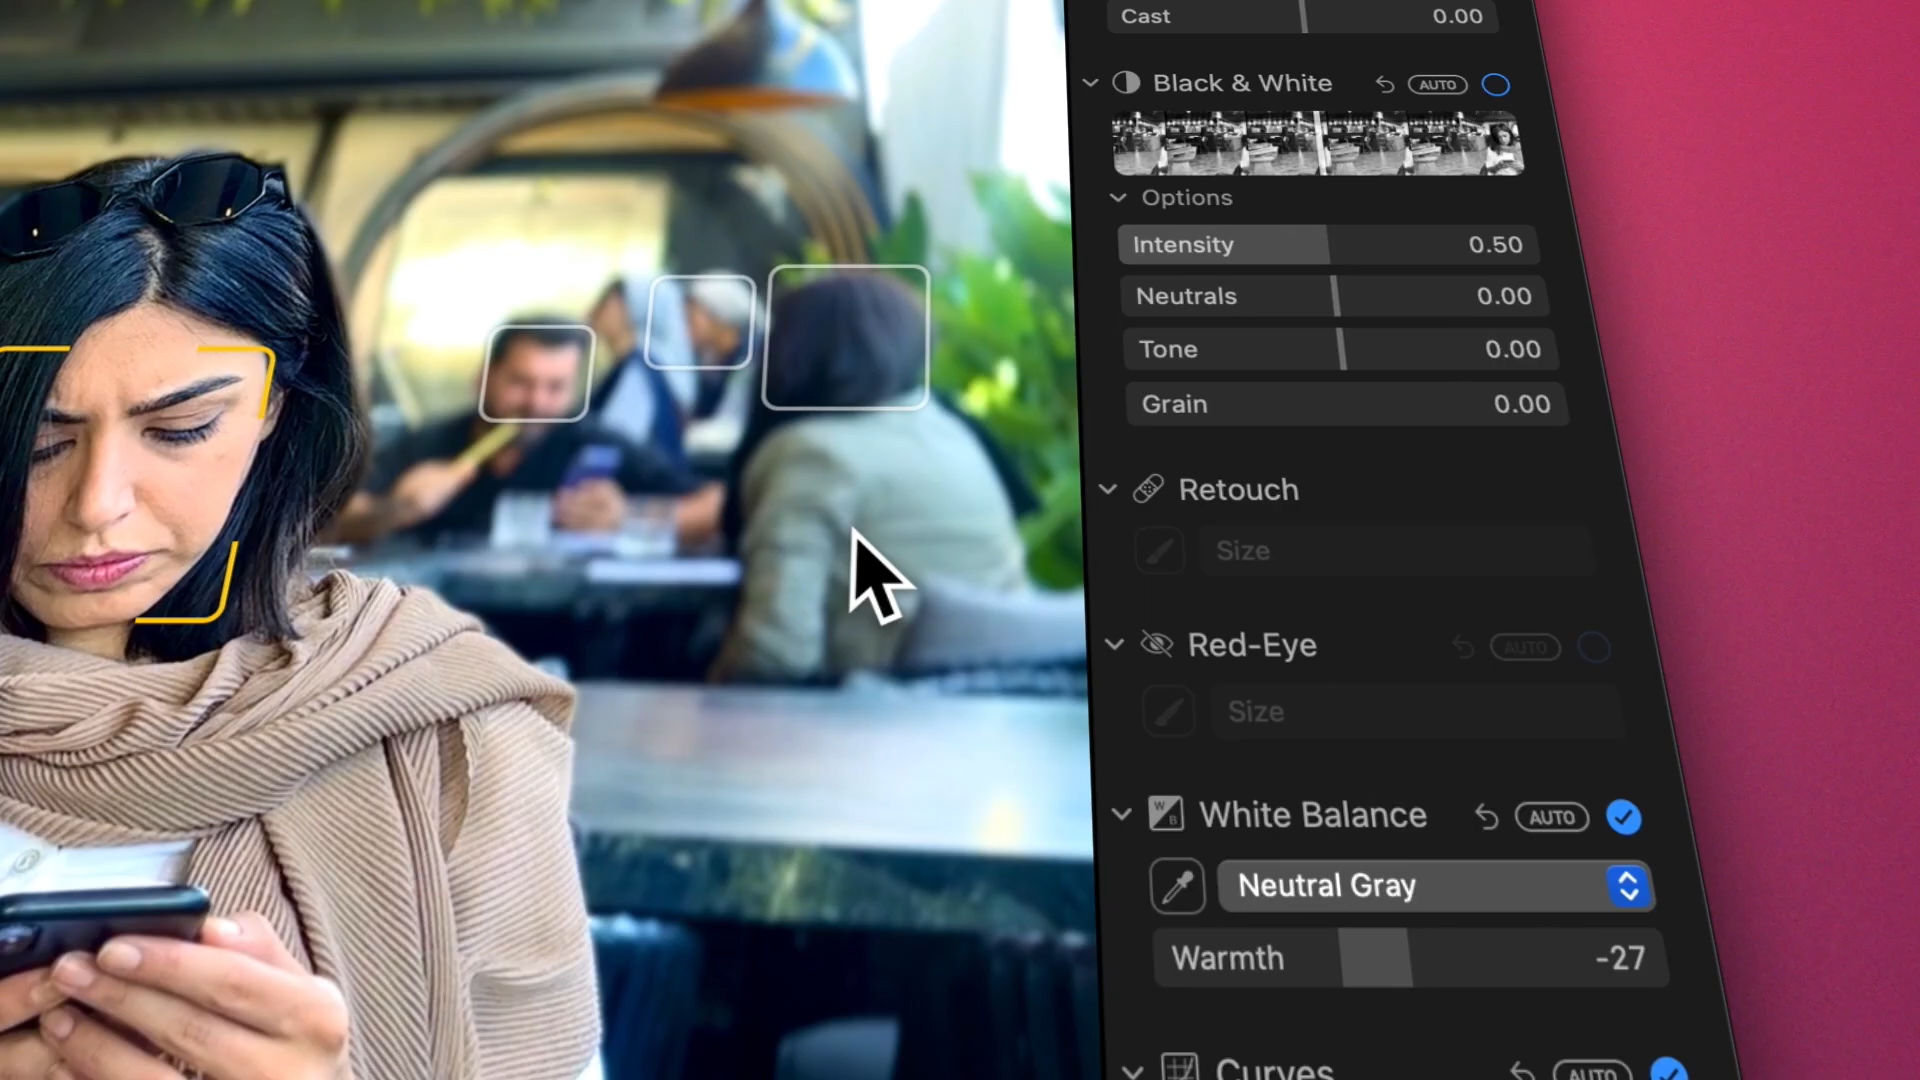 Cast 0.00
Black & White AUTO
Options
Intensity 0.50
Neutrals 0.00
Tone 0.00
Grain 0.00
Retouch
Size
Red-Eye AUTO
Size
W B White Balance AUTO
Neutral Gray
Warmth -27
Curves AUTO